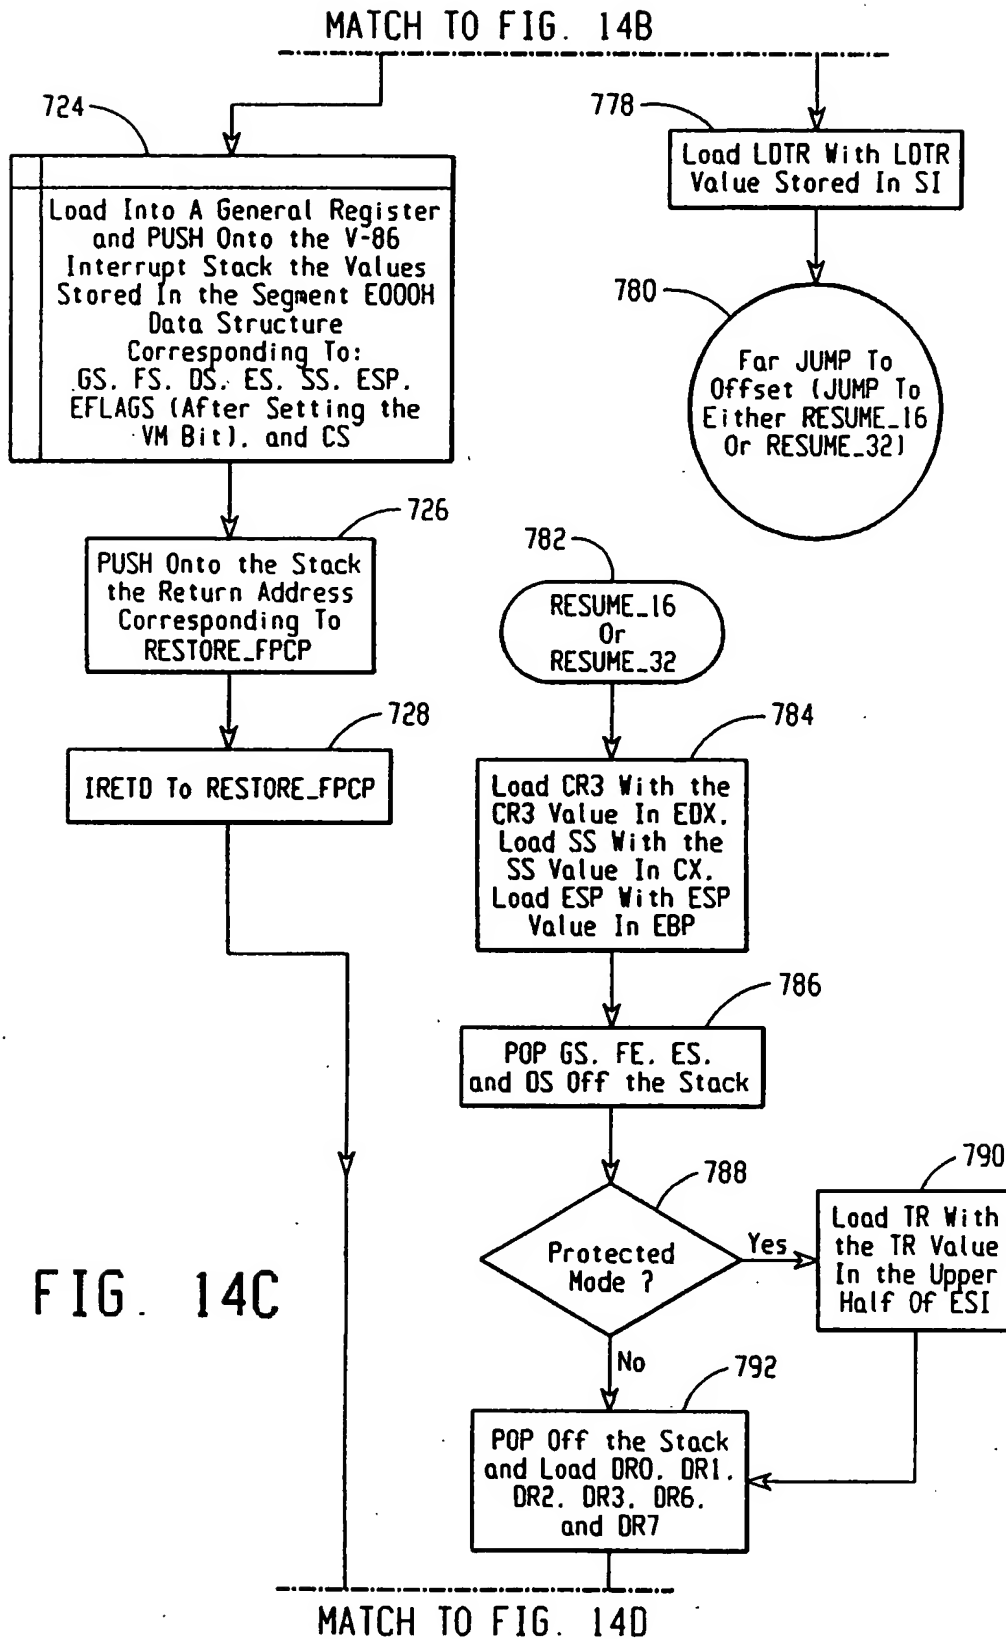 MATCH TO FIG. 14B
724
Load Into A General Register
and PUSH Onto the V-86
Interrupt Stack the Values
Stored In the Segment E000H
Data Structure
Corresponding To:
GS. FS. DS. ES. SS. ESP.
EFLAGS (After Setting the
VM Bit). and CS
726
PUSH Onto the Stack
the Return Address
Corresponding To
RESTORE_FPCP
728
IRETD To RESTORE_FPCP
778
Load LDTR With LDTR
Value Stored In SI
780
Far JUMP To
Offset (JUMP To
Either RESUME_16
Or RESUME_32)
782
RESUME_16
Or
RESUME_32
784
Load CR3 With the
CR3 Value In EDX.
Load SS With the
SS Value In CX.
Load ESP With ESP
Value In EBP
786
POP GS. FE. ES.
and DS Off the Stack
788
Protected
Mode ?
Yes
No
790
Load TR With
the TR Value
In the Upper
Half Of ESI
792
POP Off the Stack
and Load DR0. DR1.
DR2. DR3. DR6.
and DR7
FIG. 14C
MATCH TO FIG. 14D